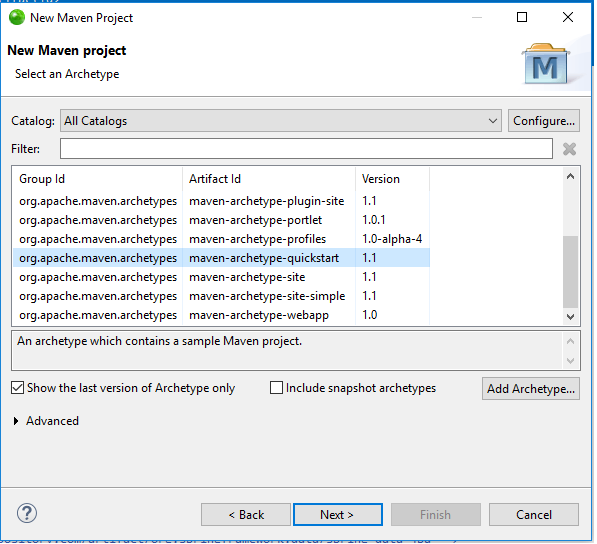 New Maven Project
New Maven project
Select an Archetype
M
Catalog: All Catalogs Configure...
Filter:
Group Id Artifact Id Version
org.apache.maven.archetypes maven-archetype-plugin-site 1.1
org.apache.maven.archetypes maven-archetype-portlet 1.0.1
org.apache.maven.archetypes maven-archetype-profiles 1.0-alpha-4
org.apache.maven.archetypes maven-archetype-quickstart 1.1
org.apache.maven.archetypes maven-archetype-site 1.1
org.apache.maven.archetypes maven-archetype-site-simple 1.1
org.apache.maven.archetypes maven-archetype-webapp 1.0
An archetype which contains a sample Maven project.
Show the last version of Archetype only Include snapshot archetypes Add Archetype...
Advanced
? < Back Next > Finish Cancel